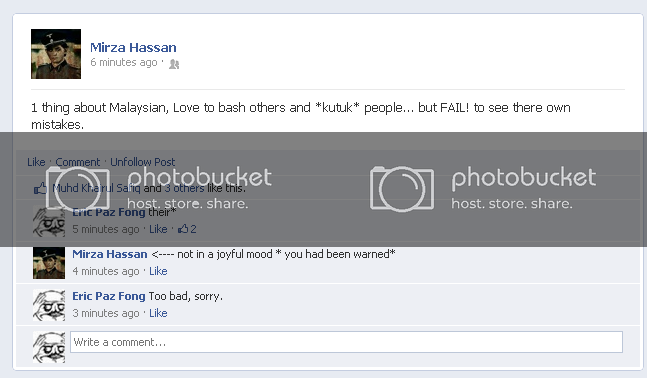 Mirza Hassan
6 minutes ago ·
1 thing about Malaysian, Love to bash others and *kutuk* people... but FAIL! to see there own
mistakes.
Like · Comment · Unfollow Post
photobucket
host. store. share.
photobucket
host. store. share.
Muhd Khairul Safiq and 3 others like this.
Eric Paz Fong their*
5 minutes ago · Like · 2
Mirza Hassan <---- not in a joyful mood * you had been warned*
4 minutes ago · Like
Eric Paz Fong Too bad, sorry.
3 minutes ago · Like
Write a comment...